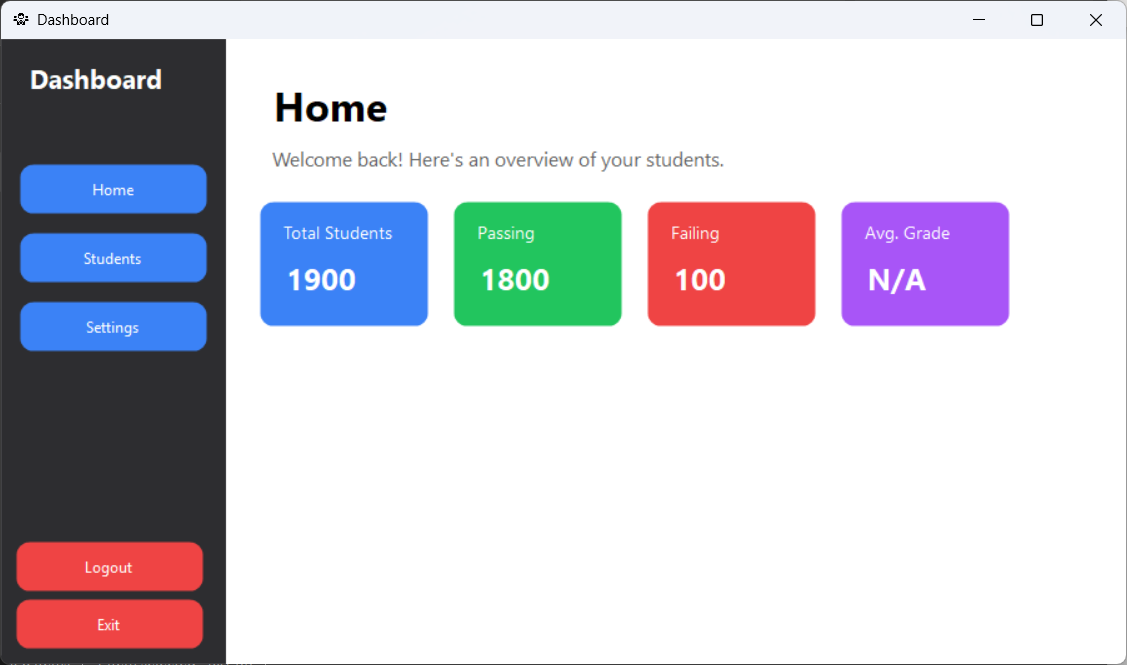 Dashboard
Dashboard
Home
Students
Settings
Logout
Exit
Home
Welcome back! Here's an overview of your students.
Total Students
1900
Passing
1800
Failing
100
Avg. Grade
N/A